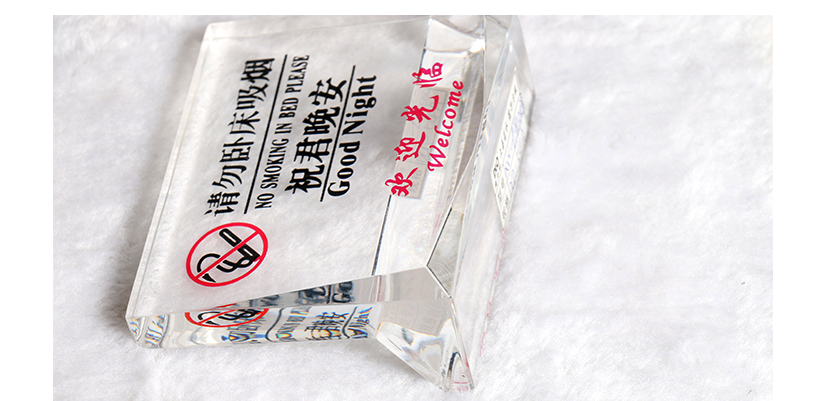 请勿卧床吸烟
NO SMOKING IN BED PLEASE
祝君晚安
Good Night
欢迎光临
Welcome